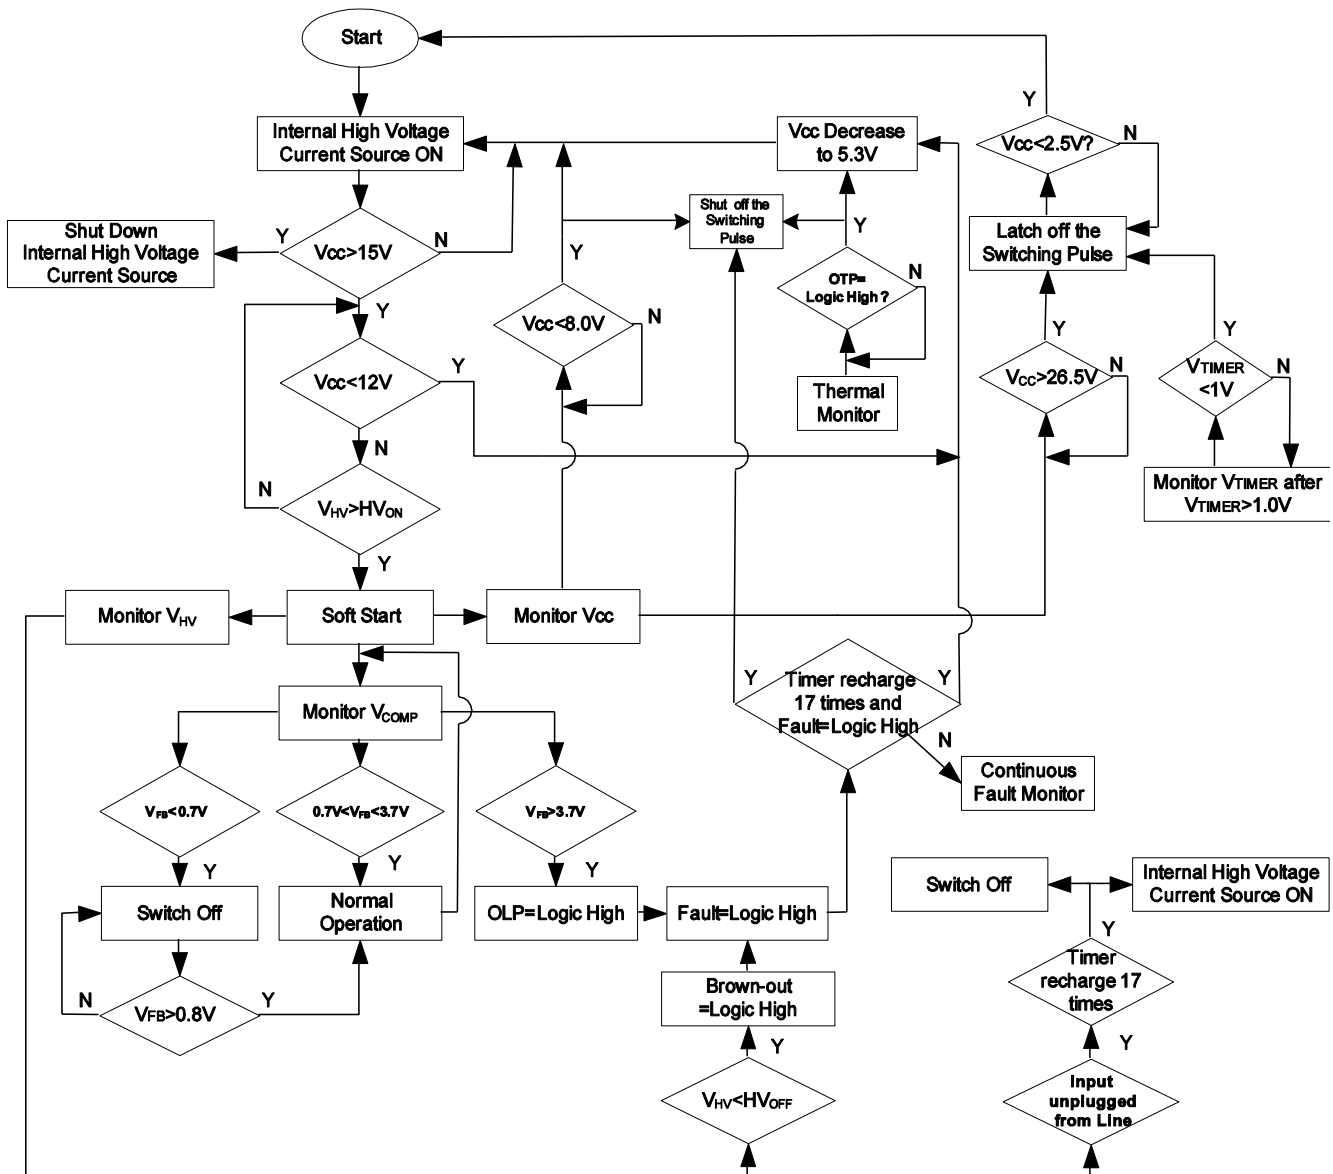 Start
Internal High Voltage
Current Source ON
Vcc Decrease
to 5.3V
Y
Vcc<2.5V?
N
Shut off the
Switching
Pulse
Y
Latch off the
Switching Pulse
Shut Down
Internal High Voltage
Current Source
Y
Vcc>15V
N
Y
Y
OTP=
Logic High ?
N
Vcc<8.0V
N
Y
Vcc<12V
Y
Thermal
Monitor
Y
VCC>26.5V
N
Y
VTIMER
<1V
N
N
N
VHV>HVON
Monitor VTIMER after
VTIMER>1.0V
Y
Monitor VHV
Soft Start
Monitor Vcc
Monitor VCOMP
Y
Timer recharge
17 times and
Fault=Logic High
Y
N
Continuous
Fault Monitor
VFB<0.7V
0.7V<VFB<3.7V
VFB>3.7V
Y
Y
Y
Switch Off
Normal
Operation
OLP=Logic High
Fault=Logic High
Switch Off
Internal High Voltage
Current Source ON
Y
N
VFB>0.8V
Y
Brown-out
=Logic High
Timer
recharge 17
times
Y
Y
VHV<HVOFF
Input
unplugged
from Line